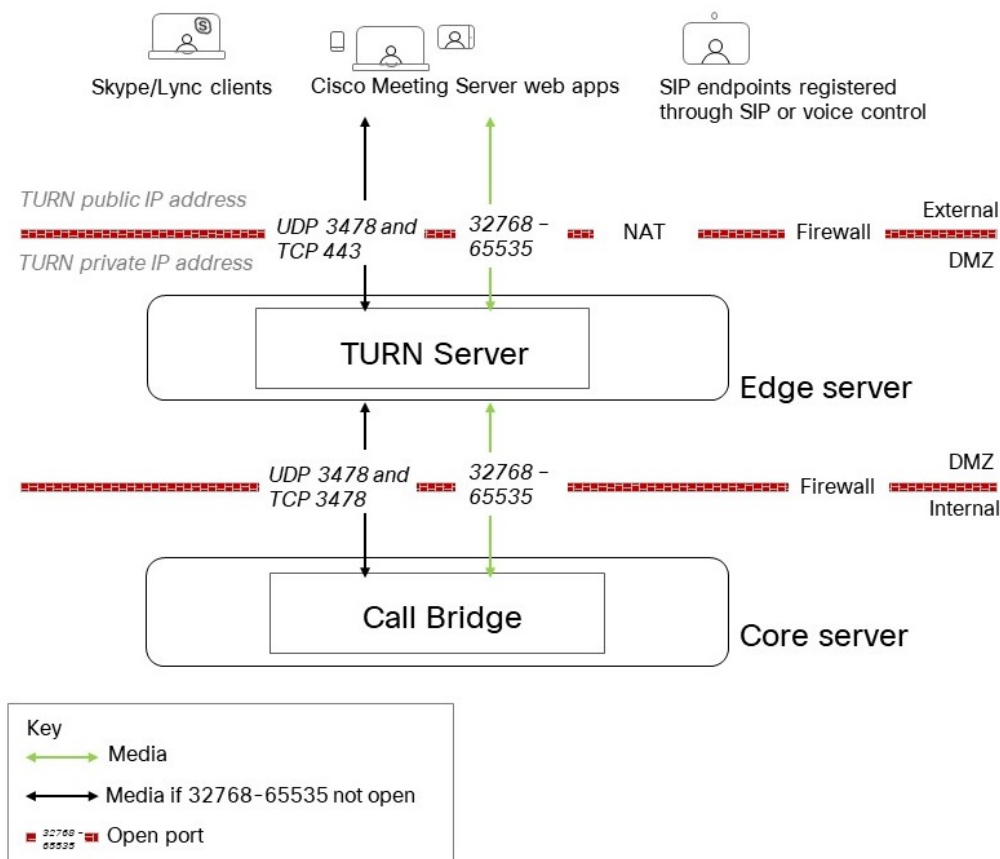 S
Skype/Lync clients
Cisco Meeting Server web apps
SIP endpoints registered
through SIP or voice control
TURN public IP address
TURN private IP address
UDP 3478 and
TCP 443
32768 –
65535
NAT
Firewall
External
DMZ
TURN Server
Edge server
UDP 3478 and
TCP 3478
32768 –
65535
Firewall
DMZ
Internal
Call Bridge
Core server
Key
Media
Media if 32768-65535 not open
32768 –
65535
Open port